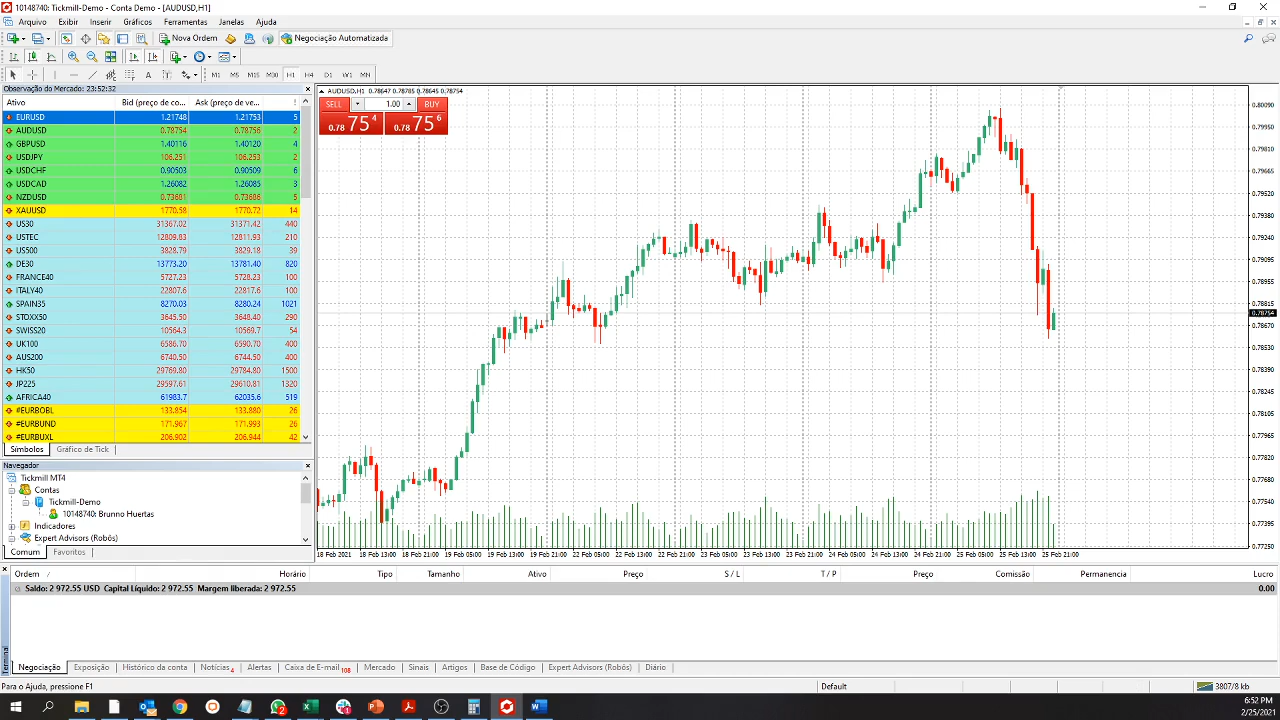 10148740: Tickmill-Demo - Conta Demo - [AUDUSD,H1]
Arquivo Exibir Inserir Gráficos Ferramentas Janelas Ajuda
Nova Ordem Negociação Automatizada
M1 M5 M15 M30 H1 H4 D1 W1 MN
Observação do Mercado: 23:52:32
Ativo Bid (preço de co... Ask (preço de ve... !
EURUSD 1.21748 1.21753 5
AUDUSD 0.78754 0.78756 2
GBPUSD 1.40116 1.40120 4
USDJPY 106.251 106.253 2
USDCHF 0.90503 0.90509 6
USDCAD 1.26082 1.26085 3
NZDUSD 0.73681 0.73686 5
XAUUSD 1770.58 1770.72 14
US30 31367.02 31371.42 440
USTEC 12809.83 12811.93 210
US500 3828.79 3829.19 39
DE30 13773.20 13781.40 820
FRANCE40 5727.23 5728.23 100
ITALY40 22807.6 22817.6 100
SPAIN35 8270.03 8280.24 1021
STOXX50 3645.50 3648.40 290
SWISS20 10564.3 10569.7 54
UK100 6586.70 6590.70 400
AUS200 6740.50 6744.50 400
HK50 29769.80 29784.80 1500
JP225 29597.61 29610.81 1320
AFRICA40 61983.7 62035.6 519
#EURBOBL 133.854 133.880 26
#EURBUND 171.967 171.993 26
#EURBUXL 206.902 206.944 42
Símbolos Gráfico de Tick
Navegador
Tickmill MT4
Contas
Tickmill-Demo
10148740: Brunno Huertas
Indicadores
Expert Advisors (Robôs)
Comum Favoritos
AUDUSD,H1 0.78647 0.78785 0.78645 0.78754
SELL 1.00 BUY
0.78 75 4 0.78 75 6
0.80090
0.79981
0.79665
0.79520
0.79380
0.79240
0.79095
0.78955
0.78815
0.78754
0.78670
0.78530
0.78390
0.78245
0.78105
0.77965
0.77820
0.77680
0.77540
0.77395
0.77250
18 Feb 2021 18 Feb 13:00 18 Feb 21:00 19 Feb 05:00 19 Feb 13:00 19 Feb 21:00 22 Feb 05:00 22 Feb 13:00 22 Feb 21:00 23 Feb 05:00 23 Feb 13:00 23 Feb 21:00 24 Feb 05:00 24 Feb 13:00 24 Feb 21:00 25 Feb 05:00 25 Feb 13:00 25 Feb 21:00
Ordem Horário Tipo Tamanho Ativo Preço S / L T / P Preço Comissão Permanencia Lucro
Saldo: 2 972.55 USD Capital Líquido: 2 972.55 Margem liberada: 2 972.55 0.00
Terminal
Negociação Exposição Histórico da conta Notícias 4 Alertas Caixa de E-mail 108 Mercado Sinais Artigos Base de Código Expert Advisors (Robôs) Diário
Para o Ajuda, pressione F1 Default 3807/8 kb
6:52 PM
2/25/2021